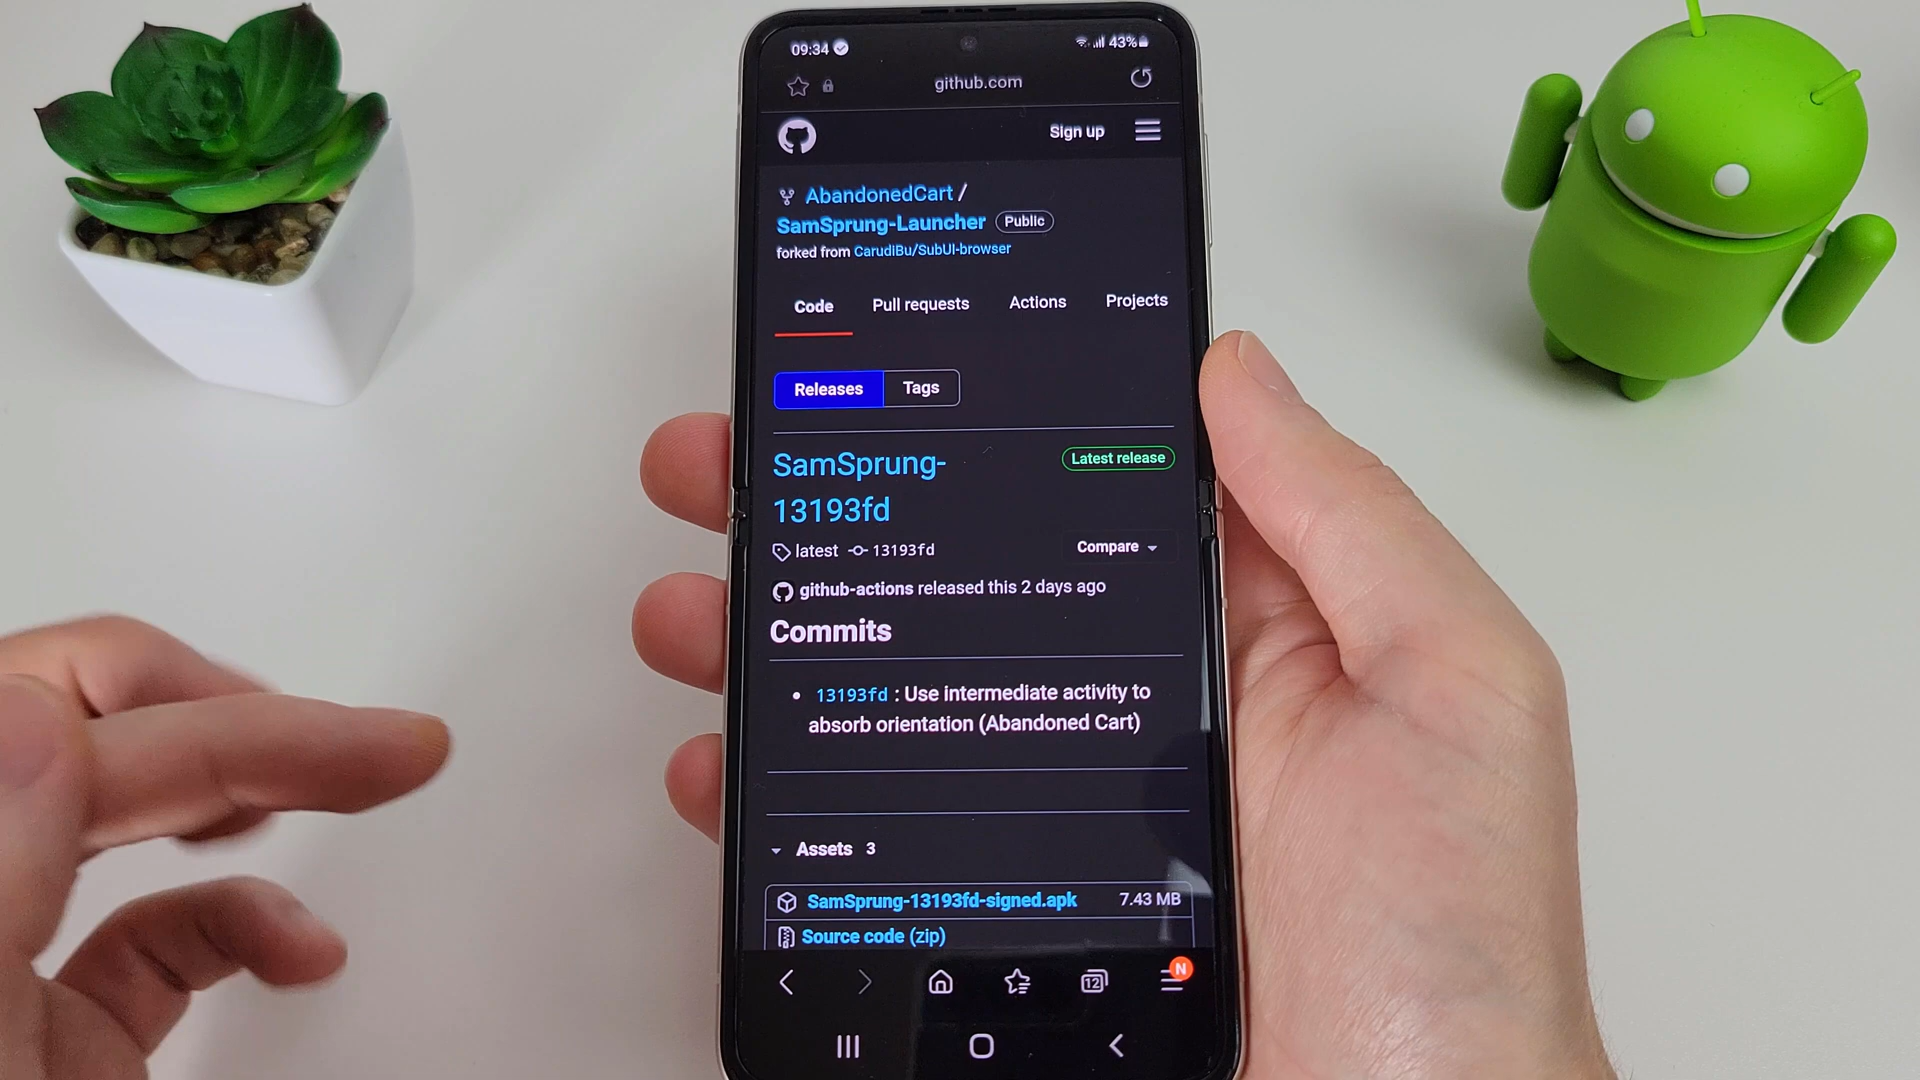 09:34 43%
github.com
Sign up
AbandonedCart /
SamSprung-Launcher Public
forked from CarudiBu/SubUI-browser
Code Pull requests Actions Projects
Releases Tags
SamSprung- Latest release
13193fd
latest 13193fd Compare
github-actions released this 2 days ago
Commits
• 13193fd : Use intermediate activity to
absorb orientation (Abandoned Cart)
Assets 3
SamSprung-13193fd-signed.apk 7.43 MB
Source code (zip)
12 N